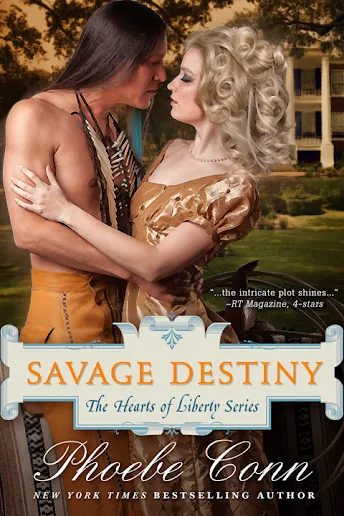 "...the intricate plot shines..."
–RT Magazine, 4-stars
SAVAGE DESTINY
The Hearts of Liberty Series
Phoebe Conn
NEW YORK TIMES BESTSELLING AUTHOR